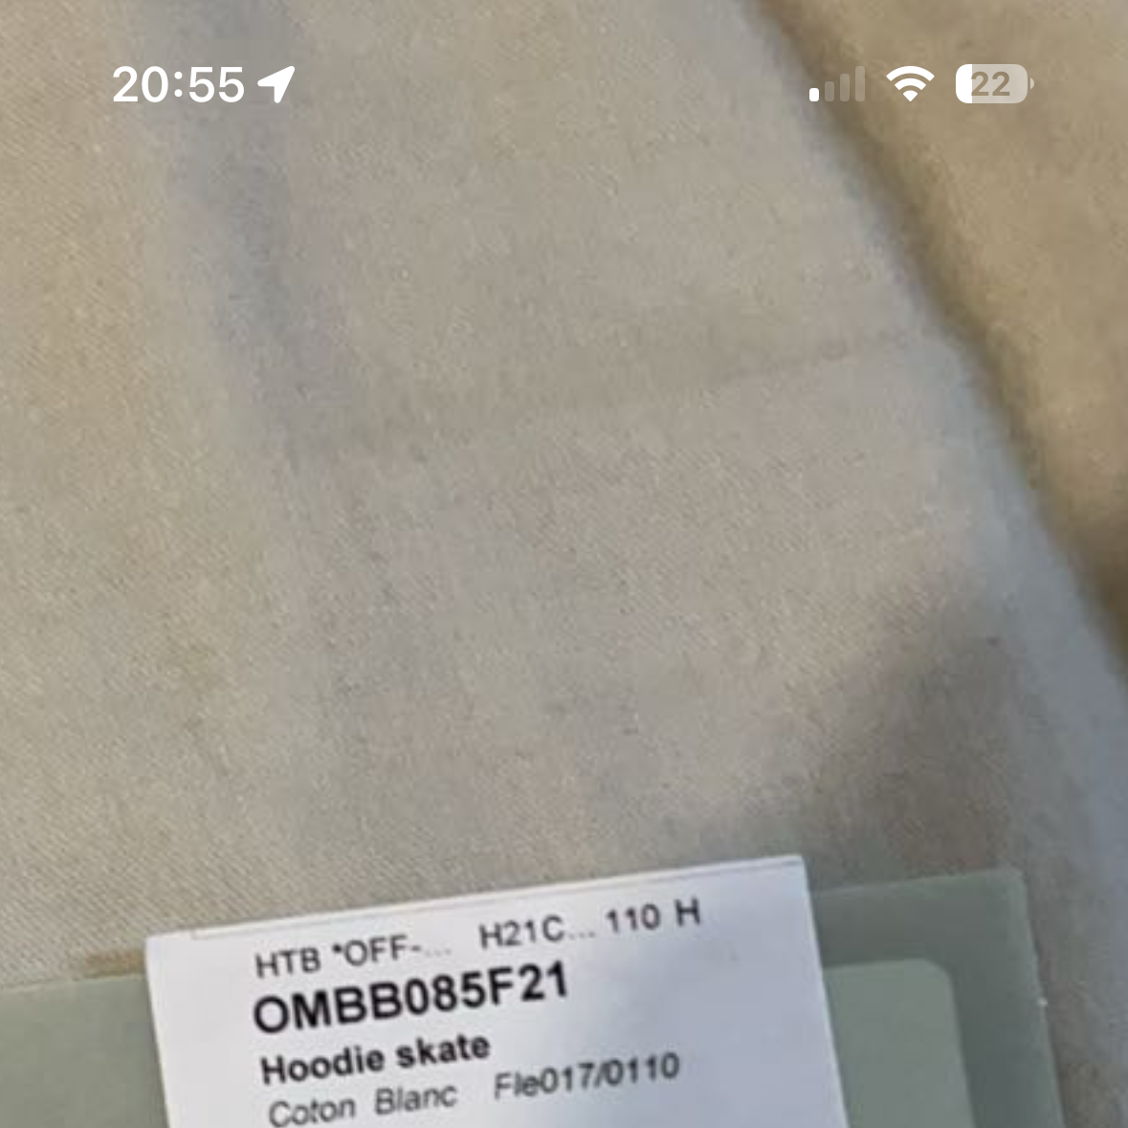 20:55 22
HTB *OFF-... H21C... 110 H
OMBB085F21
Hoodie skate
Coton Blanc Fle017/0110